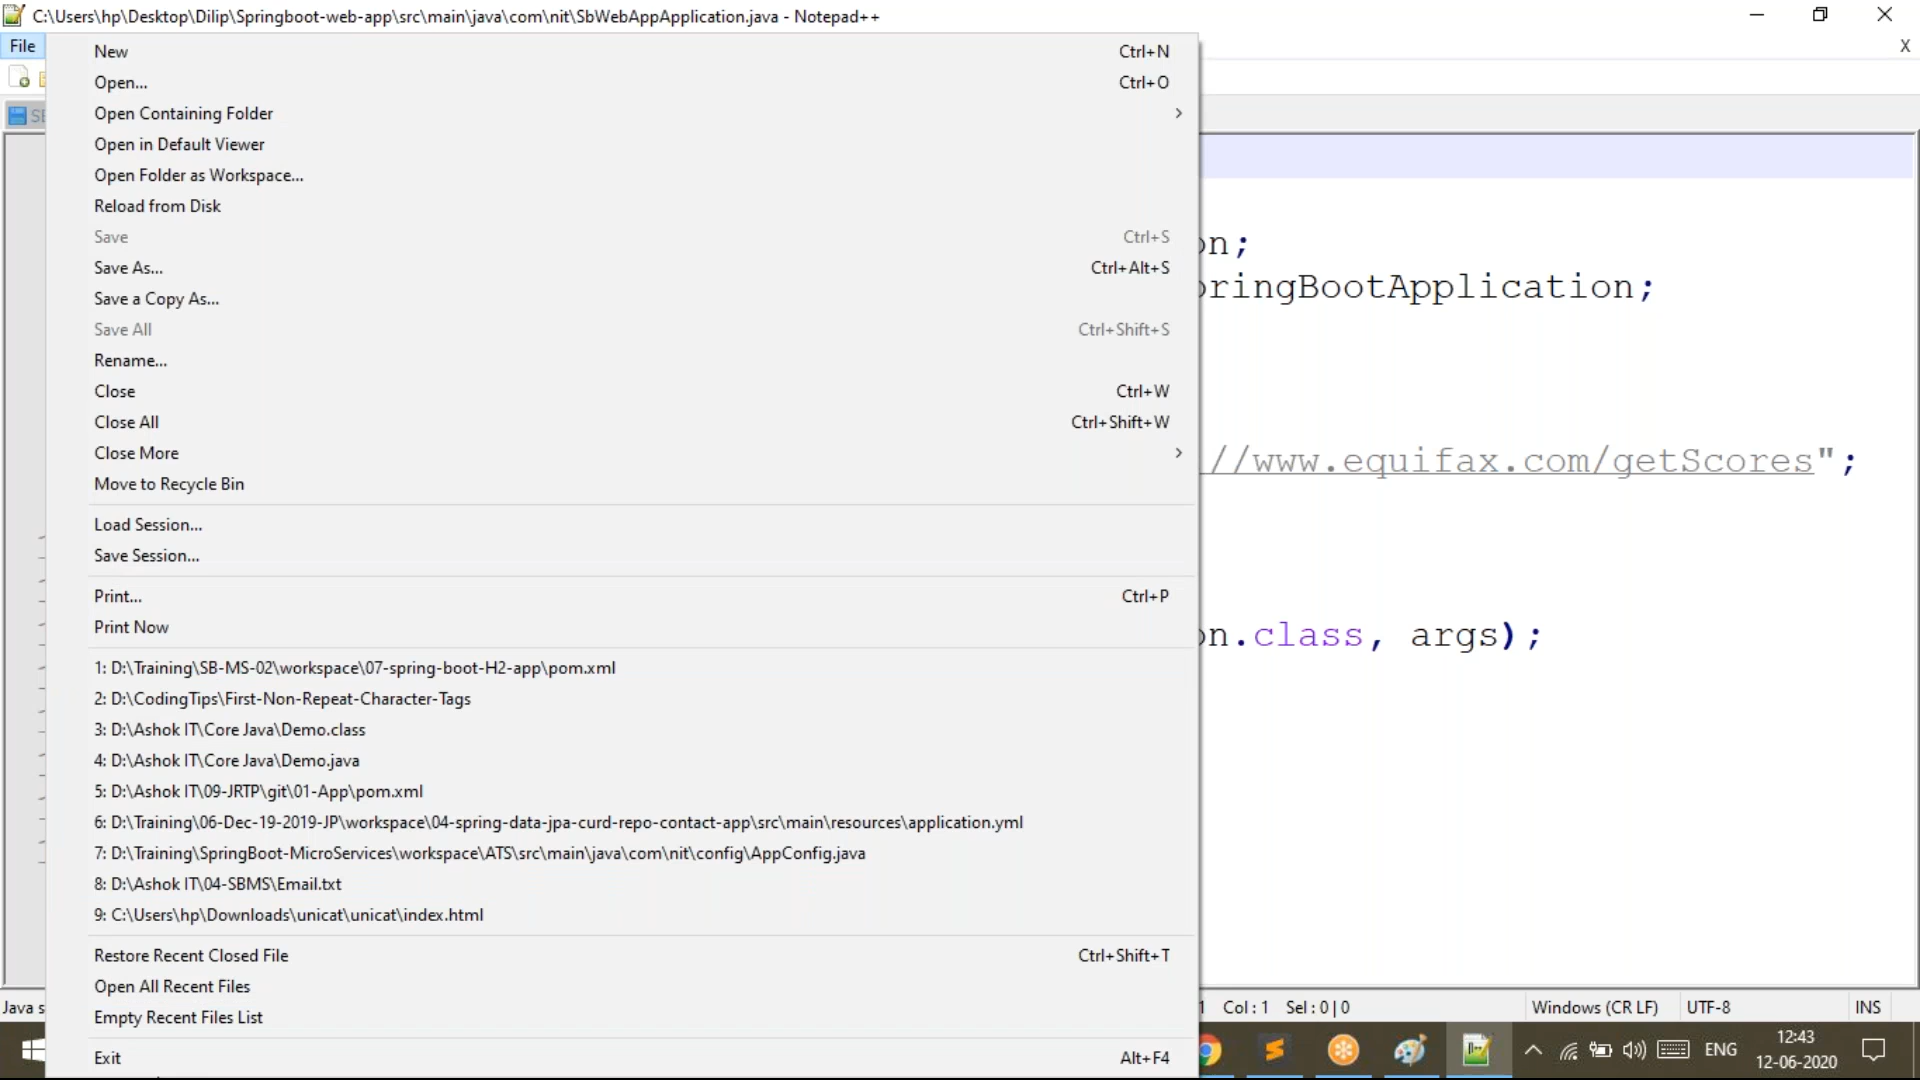 C:\Users\hp\Desktop\Dilip\Springboot-web-app\src\main\java\com\nit\SbWebAppApplication.java - Notepad++
File
X
New Ctrl+N
Open... Ctrl+O
Open Containing Folder
Open in Default Viewer
Open Folder as Workspace...
Reload from Disk
Save Ctrl+S
Save As... Ctrl+Alt+S
Save a Copy As...
Save All Ctrl+Shift+S
Rename...
Close Ctrl+W
Close All Ctrl+Shift+W
Close More
Move to Recycle Bin
Load Session...
Save Session...
Print... Ctrl+P
Print Now
1: D:\Training\SB-MS-02\workspace\07-spring-boot-H2-app\pom.xml
2: D:\CodingTips\First-Non-Repeat-Character-Tags
3: D:\Ashok IT\Core Java\Demo.class
4: D:\Ashok IT\Core Java\Demo.java
5: D:\Ashok IT\09-JRTP\git\01-App\pom.xml
6: D:\Training\06-Dec-19-2019-JP\workspace\04-spring-data-jpa-curd-repo-contact-app\src\main\resources\application.yml
7: D:\Training\SpringBoot-MicroServices\workspace\ATS\src\main\java\com\nit\config\AppConfig.java
8: D:\Ashok IT\04-SBMS\Email.txt
9: C:\Users\hp\Downloads\unicat\unicat\index.html
Restore Recent Closed File Ctrl+Shift+T
Open All Recent Files
Empty Recent Files List
Exit Alt+F4
on;
pringBootApplication;
//www.equifax.com/getScores";
on.class, args);
Java s
1 Col : 1 Sel : 0 | 0 Windows (CR LF) UTF-8 INS
ENG
12:43
12-06-2020